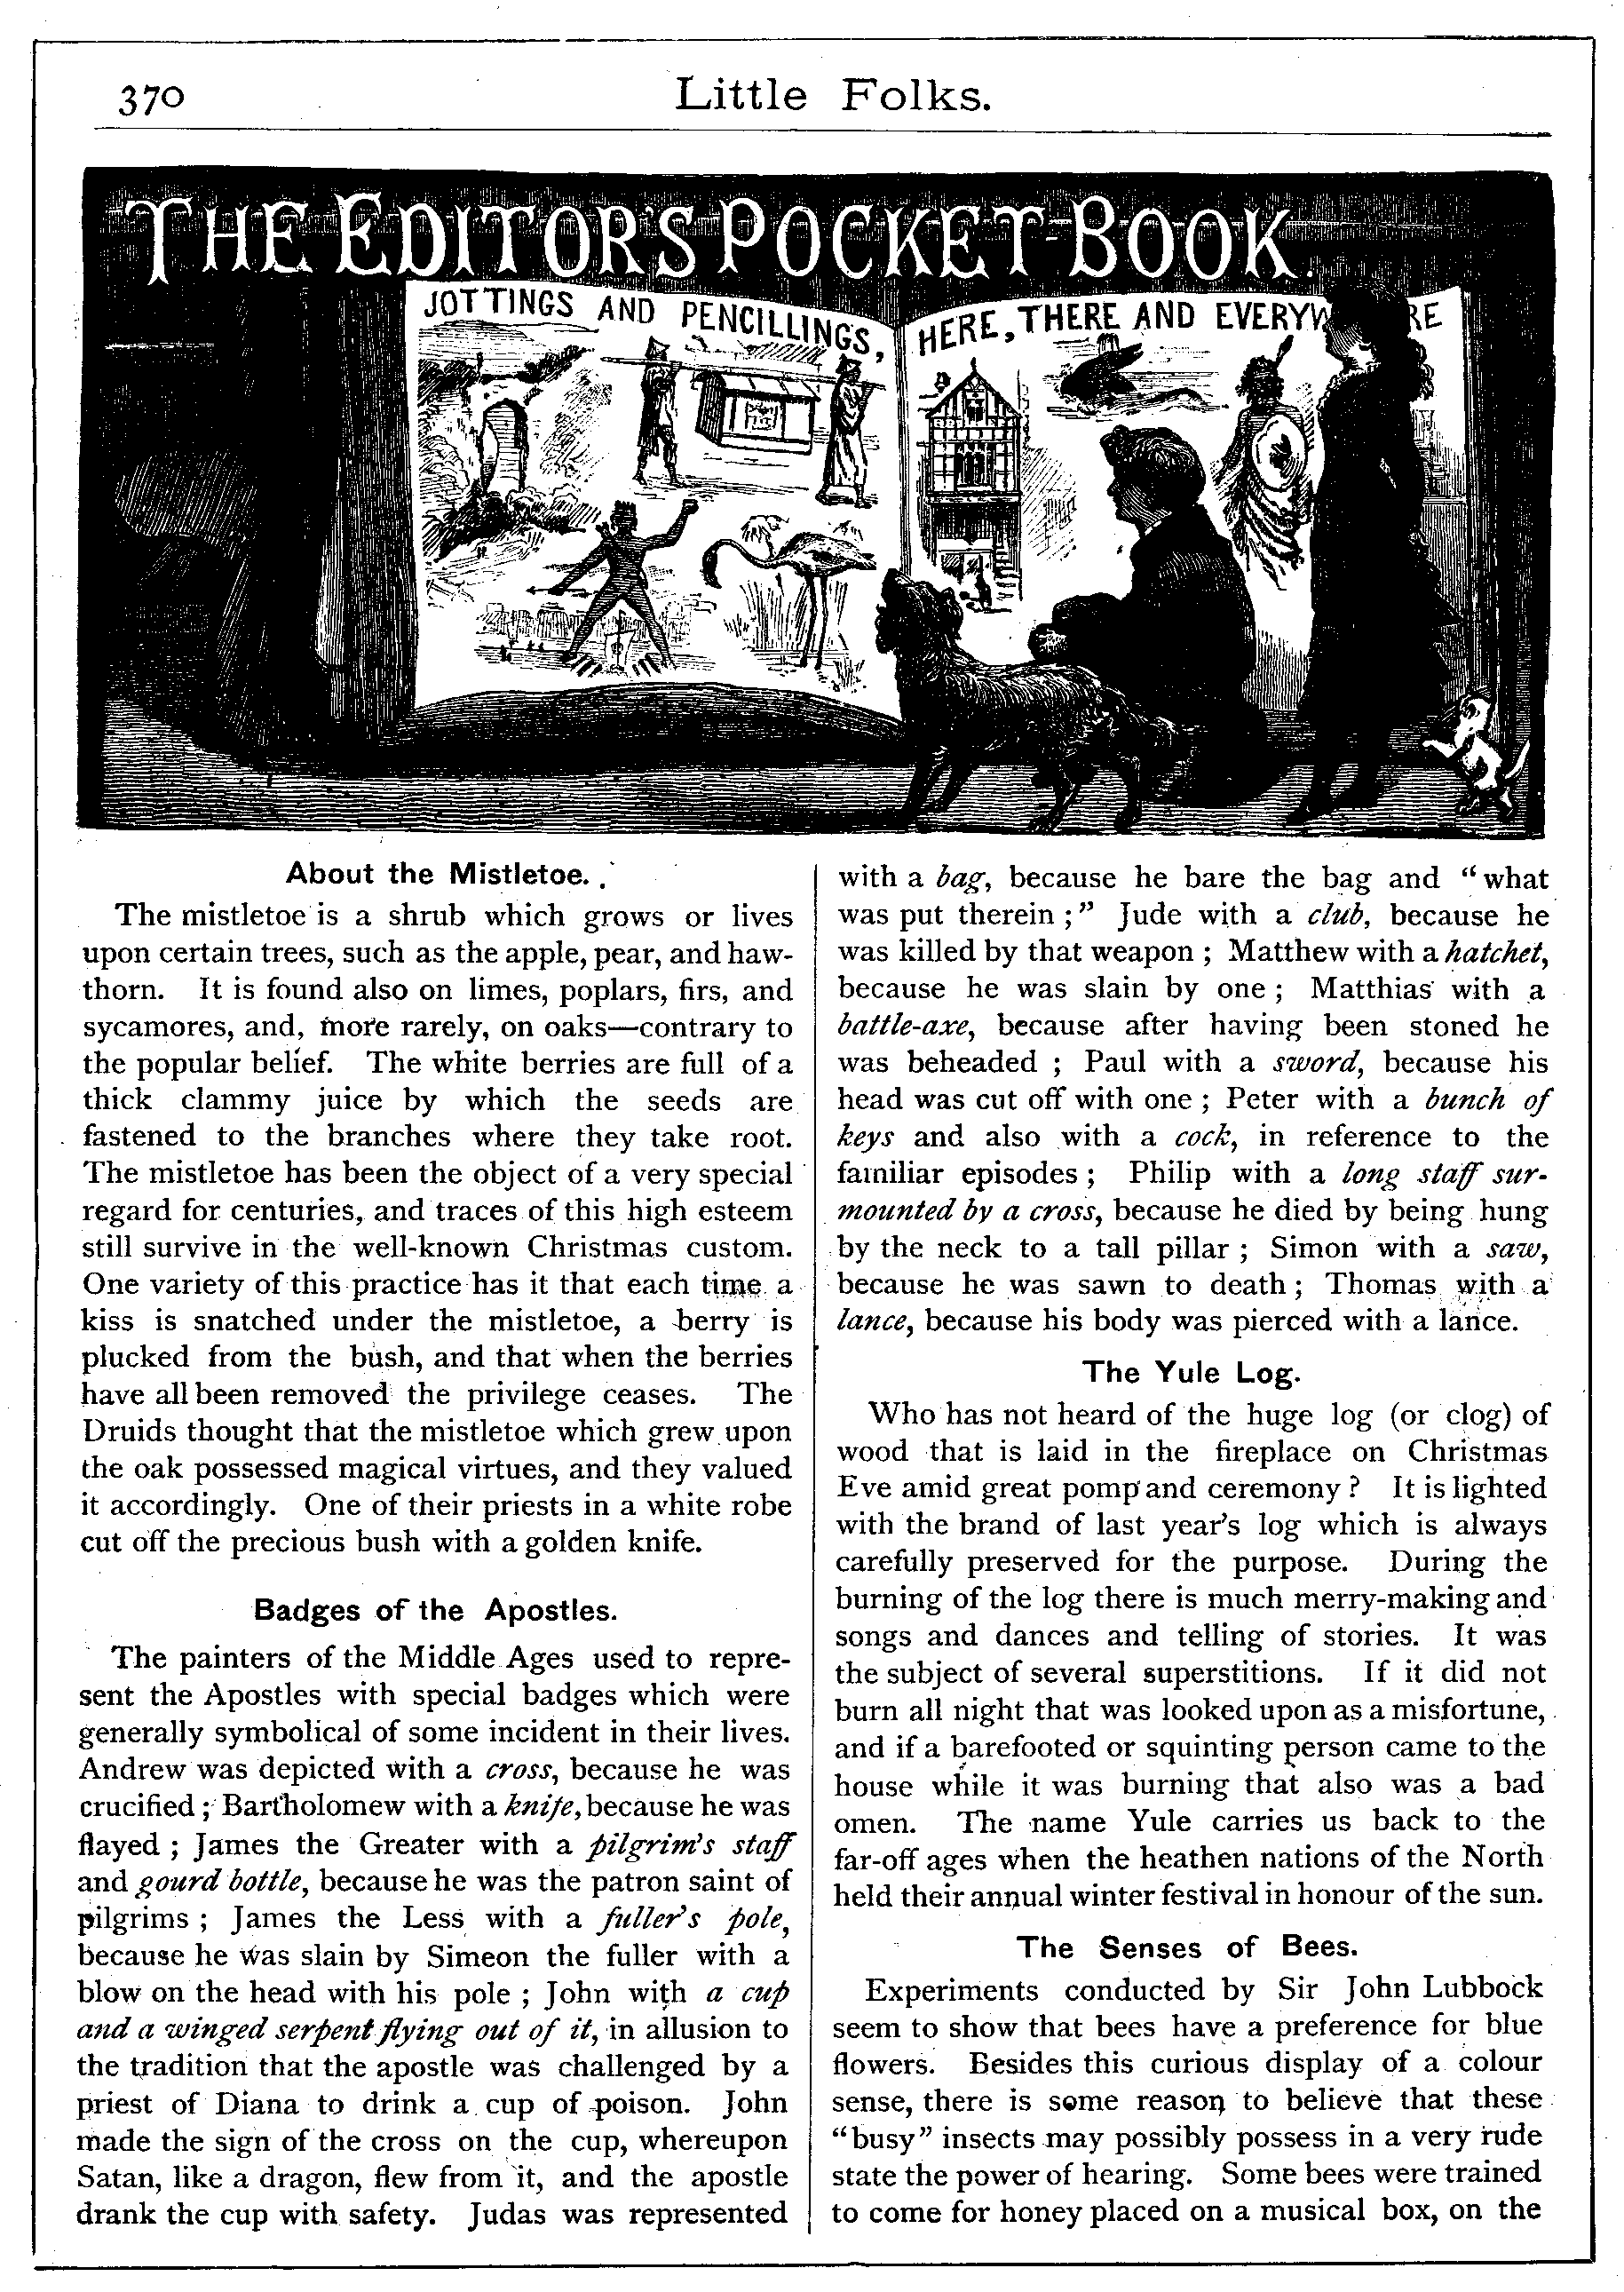 370
Little Folks.
THE EDITOR'S POCKET-BOOK.
JOTTINGS AND PENCILLINGS,
HERE, THERE AND EVERYW RE
About the Mistletoe.
The mistletoe is a shrub which grows or lives
upon certain trees, such as the apple, pear, and haw-
thorn. It is found also on limes, poplars, firs, and
sycamores, and, more rarely, on oaks—contrary to
the popular belief. The white berries are full of a
thick clammy juice by which the seeds are
fastened to the branches where they take root.
The mistletoe has been the object of a very special
regard for centuries, and traces of this high esteem
still survive in the well-known Christmas custom.
One variety of this practice has it that each time a
kiss is snatched under the mistletoe, a berry is
plucked from the bush, and that when the berries
have all been removed the privilege ceases. The
Druids thought that the mistletoe which grew upon
the oak possessed magical virtues, and they valued
it accordingly. One of their priests in a white robe
cut off the precious bush with a golden knife.
Badges of the Apostles.
The painters of the Middle Ages used to repre-
sent the Apostles with special badges which were
generally symbolical of some incident in their lives.
Andrew was depicted with a cross, because he was
crucified ; Bartholomew with a knife, because he was
flayed ; James the Greater with a pilgrim's staff
and gourd bottle, because he was the patron saint of
pilgrims ; James the Less with a fuller's pole,
because he was slain by Simeon the fuller with a
blow on the head with his pole ; John with a cup
and a winged serpent flying out of it, in allusion to
the tradition that the apostle was challenged by a
priest of Diana to drink a cup of poison. John
made the sign of the cross on the cup, whereupon
Satan, like a dragon, flew from it, and the apostle
drank the cup with safety. Judas was represented
with a bag, because he bare the bag and "what
was put therein ;" Jude with a club, because he
was killed by that weapon ; Matthew with a hatchet,
because he was slain by one ; Matthias with a
battle-axe, because after having been stoned he
was beheaded ; Paul with a sword, because his
head was cut off with one ; Peter with a bunch of
keys and also with a cock, in reference to the
familiar episodes ; Philip with a long staff sur-
mounted by a cross, because he died by being hung
by the neck to a tall pillar ; Simon with a saw,
because he was sawn to death ; Thomas with a
lance, because his body was pierced with a lance.
The Yule Log.
Who has not heard of the huge log (or clog) of
wood that is laid in the fireplace on Christmas
Eve amid great pomp and ceremony ? It is lighted
with the brand of last year's log which is always
carefully preserved for the purpose. During the
burning of the log there is much merry-making and
songs and dances and telling of stories. It was
the subject of several superstitions. If it did not
burn all night that was looked upon as a misfortune,
and if a barefooted or squinting person came to the
house while it was burning that also was a bad
omen. The name Yule carries us back to the
far-off ages when the heathen nations of the North
held their annual winter festival in honour of the sun.
The Senses of Bees.
Experiments conducted by Sir John Lubbock
seem to show that bees have a preference for blue
flowers. Besides this curious display of a colour
sense, there is some reason to believe that these
"busy" insects may possibly possess in a very rude
state the power of hearing. Some bees were trained
to come for honey placed on a musical box, on the